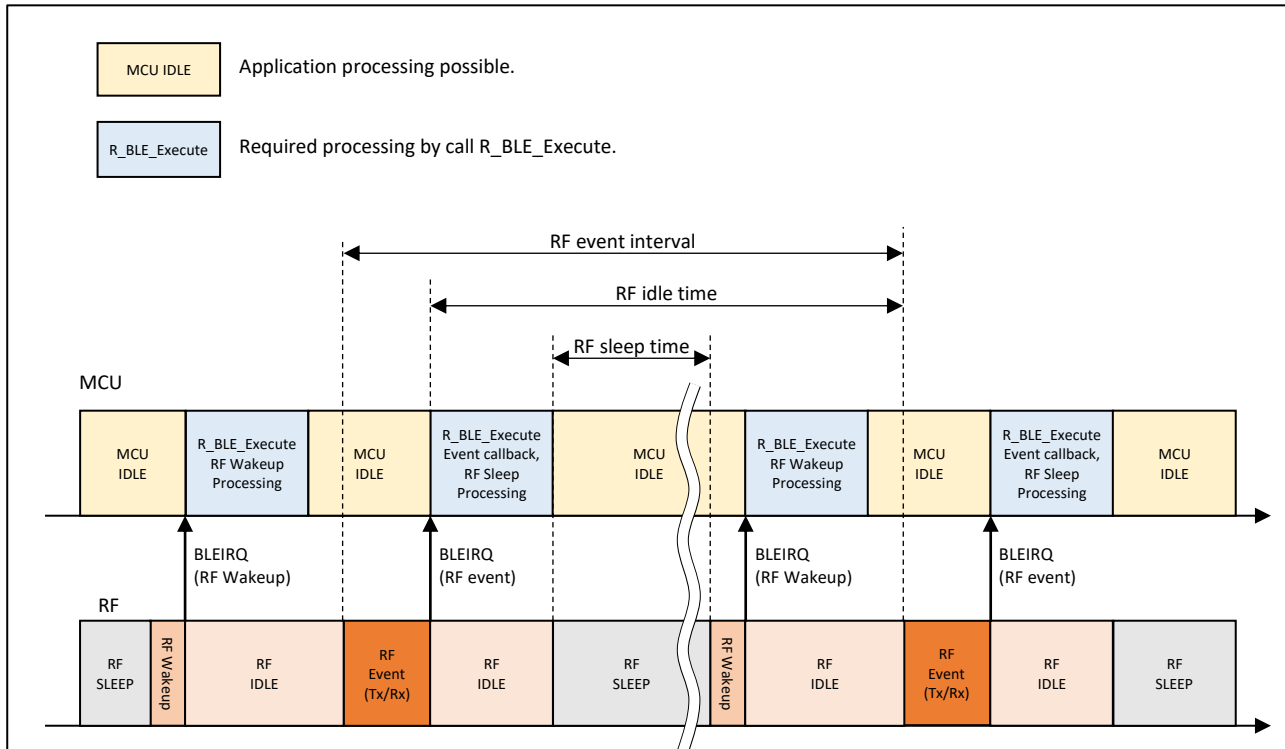 MCU IDLE
Application processing possible.
R_BLE_Execute
Required processing by call R_BLE_Execute.
RF event interval
RF idle time
RF sleep time
MCU
MCU
IDLE
R_BLE_Execute
RF Wakeup
Processing
MCU
IDLE
R_BLE_Execute
Event callback,
RF Sleep
Processing
MCU
IDLE
R_BLE_Execute
RF Wakeup
Processing
MCU
IDLE
R_BLE_Execute
Event callback,
RF Sleep
Processing
MCU
IDLE
BLEIRQ
(RF Wakeup)
BLEIRQ
(RF event)
BLEIRQ
(RF Wakeup)
BLEIRQ
(RF event)
RF
RF
SLEEP
RF Wakeup
RF
IDLE
RF
Event
(Tx/Rx)
RF
IDLE
RF
SLEEP
RF Wakeup
RF
IDLE
RF
Event
(Tx/Rx)
RF
IDLE
RF
SLEEP